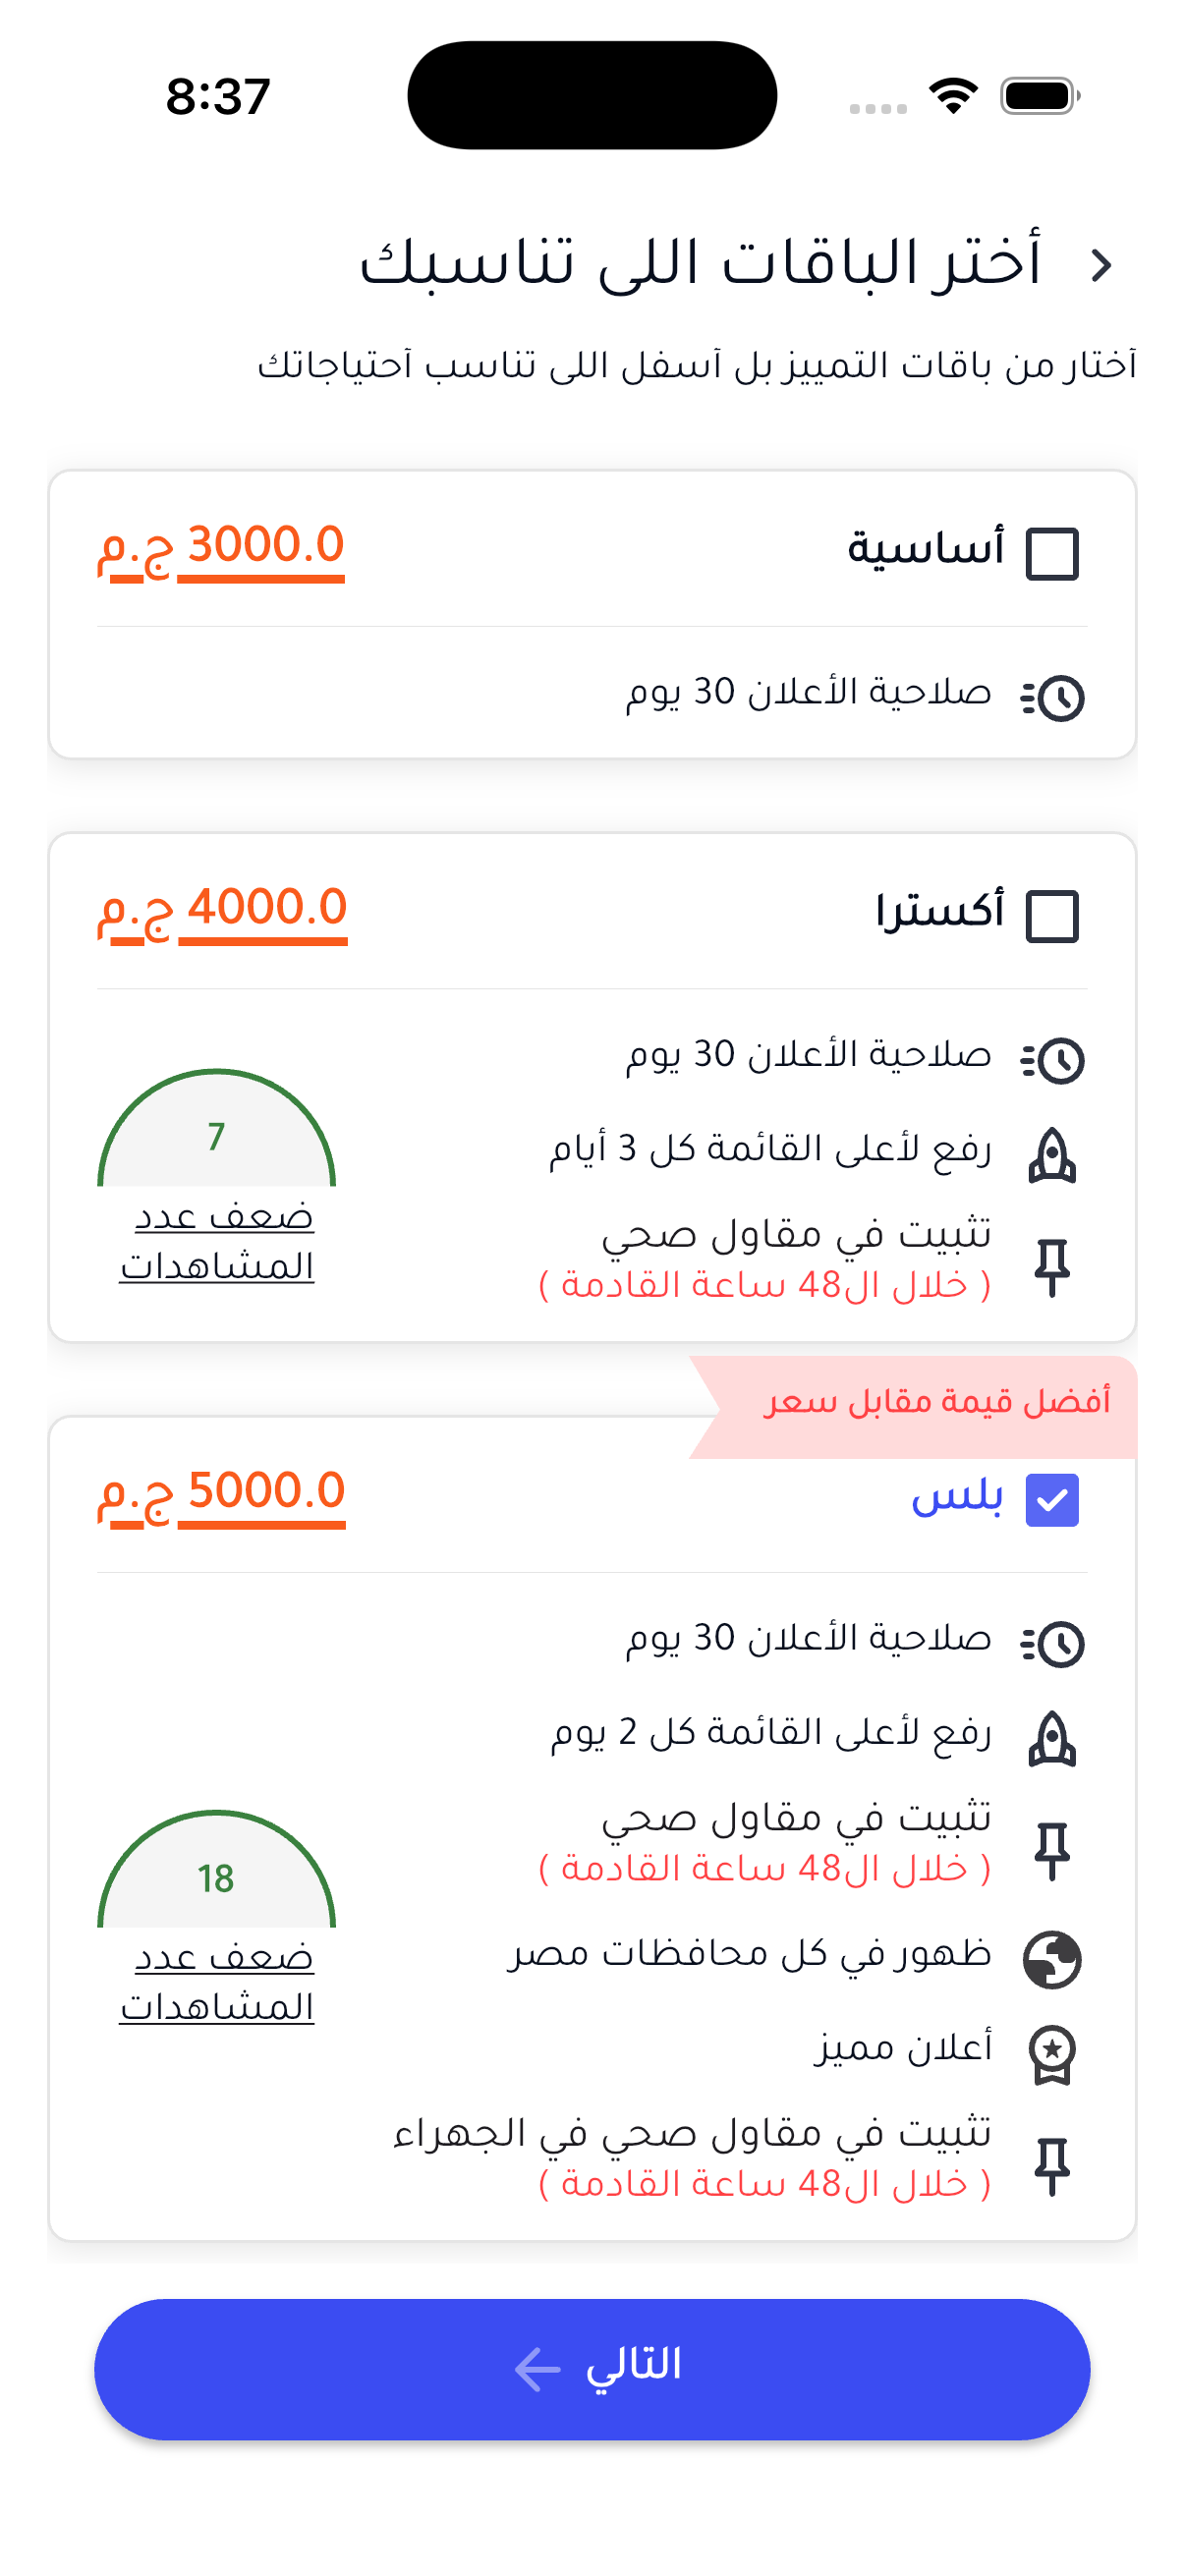 8:37
أختر الباقات اللى تناسبك
أختار من باقات التمييز بل أسفل اللى تناسب أحتياجاتك
أساسية
3000.0 ج.م
صلاحية الأعلان 30 يوم
أكسترا
4000.0 ج.م
صلاحية الأعلان 30 يوم
رفع لأعلى القائمة كل 3 أيام
تثبيت في مقاول صحي
( خلال ال48 ساعة القادمة )
7
ضعف عدد
المشاهدات
أفضل قيمة مقابل سعر
بلس
5000.0 ج.م
صلاحية الأعلان 30 يوم
رفع لأعلى القائمة كل 2 يوم
تثبيت في مقاول صحي
( خلال ال48 ساعة القادمة )
ظهور في كل محافظات مصر
أعلان مميز
تثبيت في مقاول صحي في الجهراء
( خلال ال48 ساعة القادمة )
18
ضعف عدد
المشاهدات
التالي